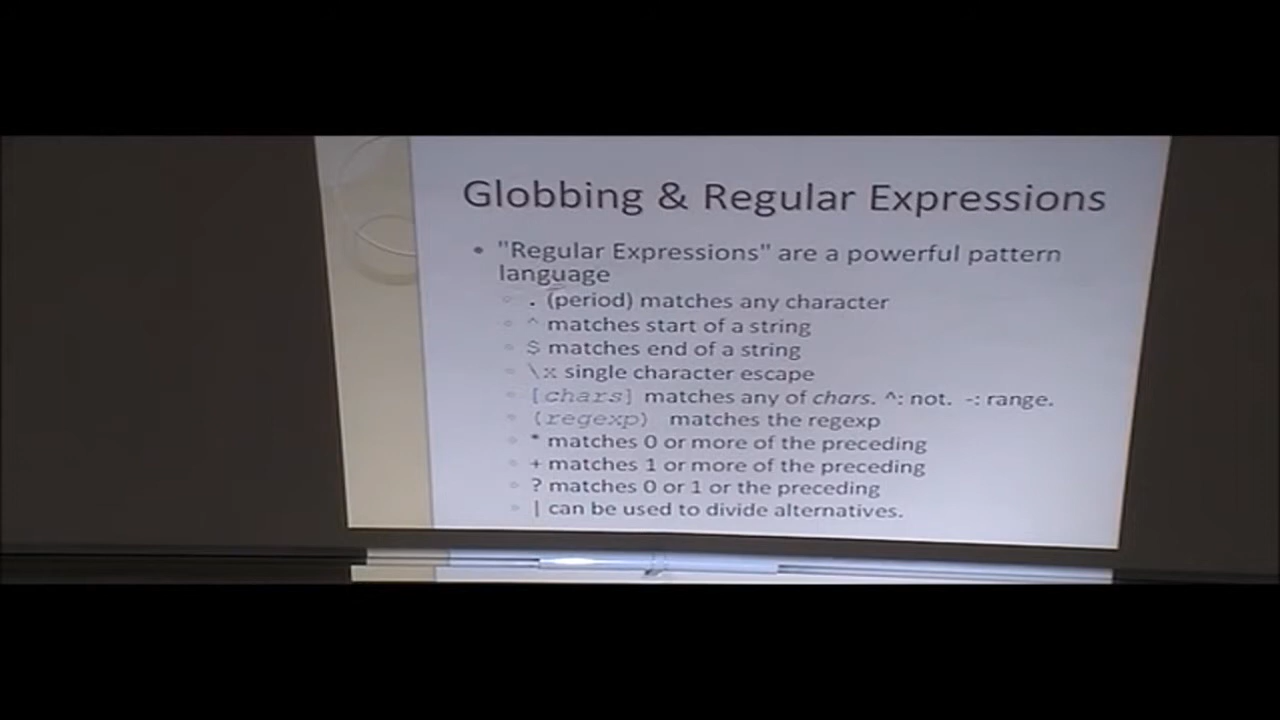 Globbing & Regular Expressions
• "Regular Expressions" are a powerful pattern
language
◦ . (period) matches any character
◦ ^ matches start of a string
◦ $ matches end of a string
◦ \x single character escape
◦ [chars] matches any of chars. ^: not. -: range.
◦ (regexp) matches the regexp
◦ * matches 0 or more of the preceding
◦ + matches 1 or more of the preceding
◦ ? matches 0 or 1 or the preceding
◦ | can be used to divide alternatives.